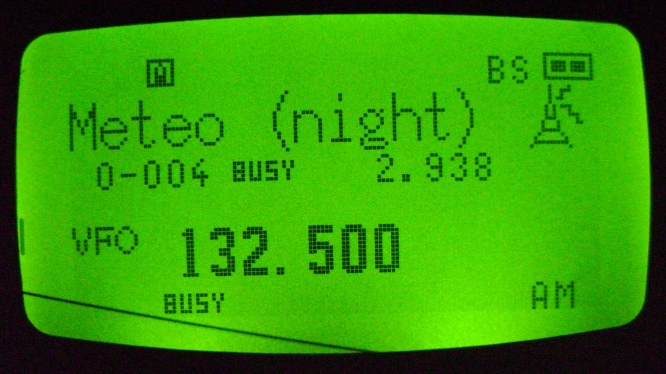 M BS
Meteo (night)
0-004 BUSY 2.938
VFO 132.500
BUSY AM